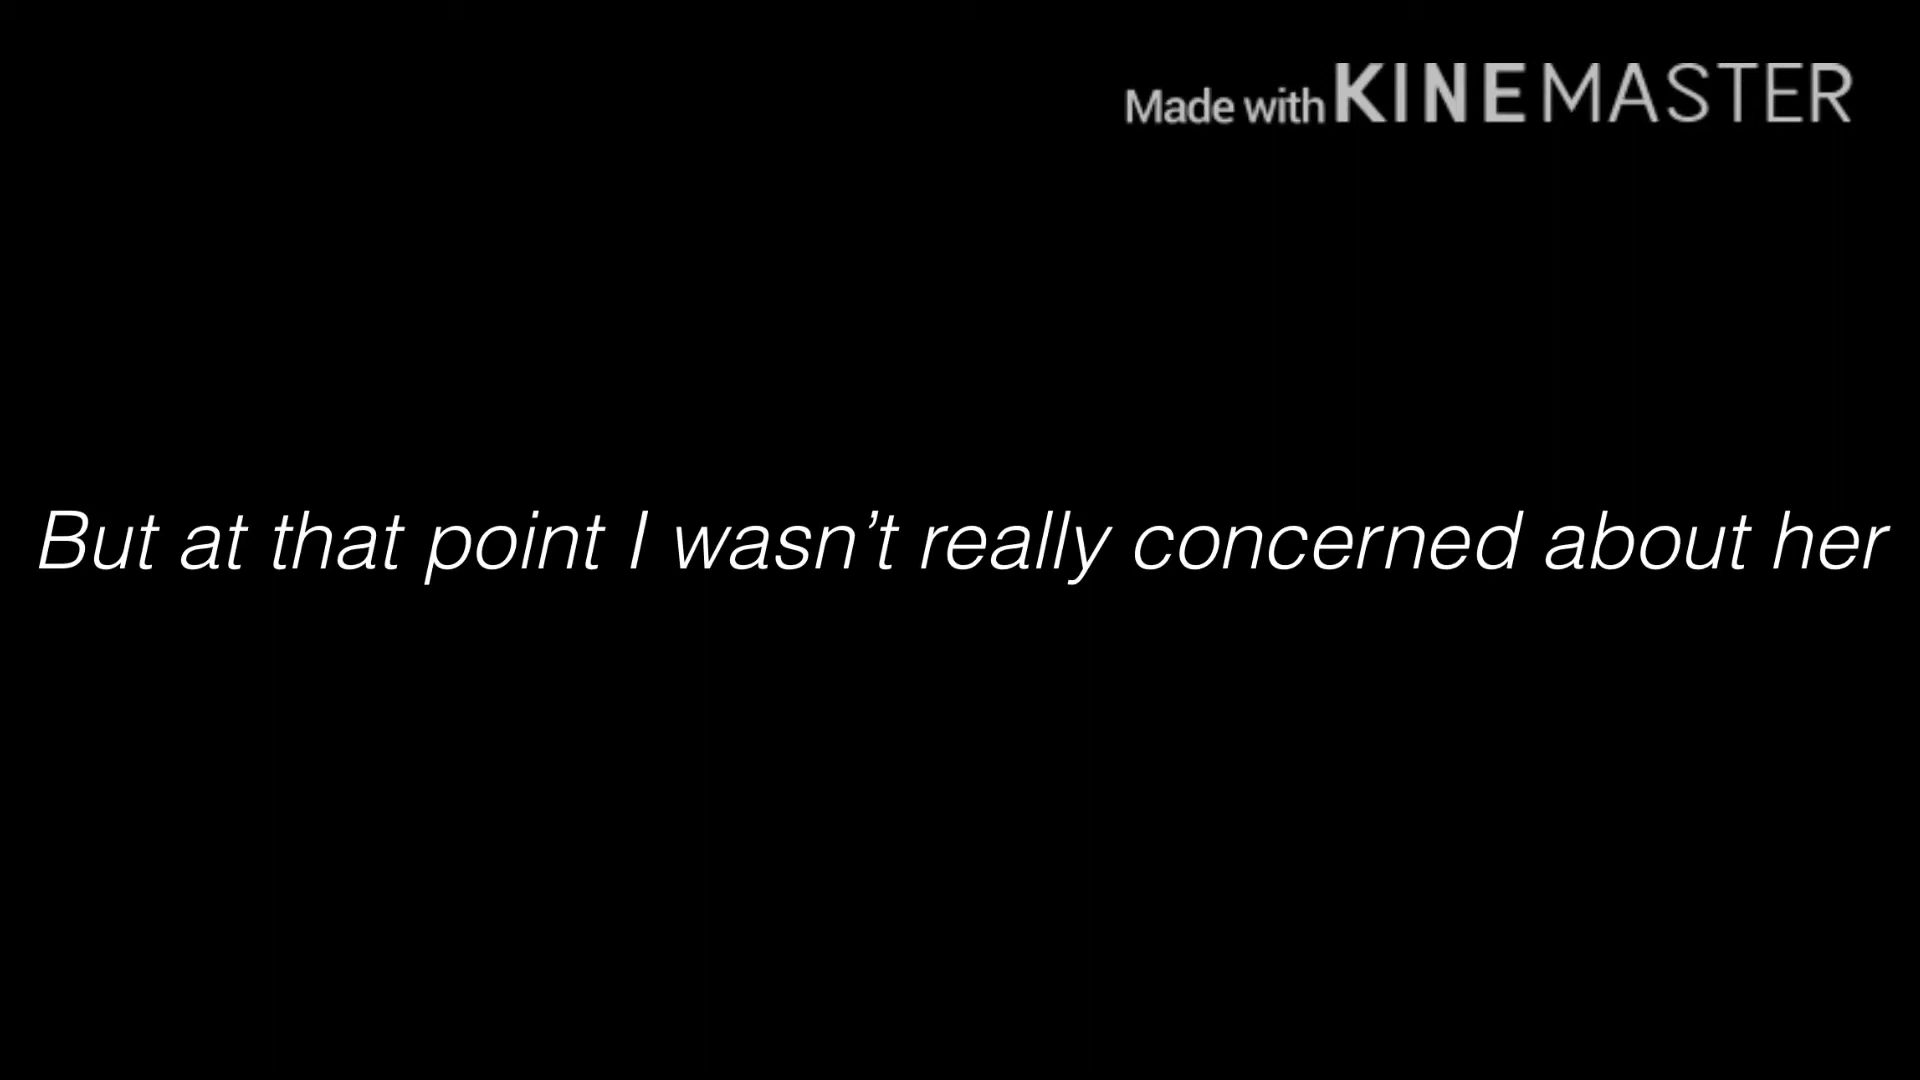 Made with KINEMASTER
But at that point I wasn’t really concerned about her